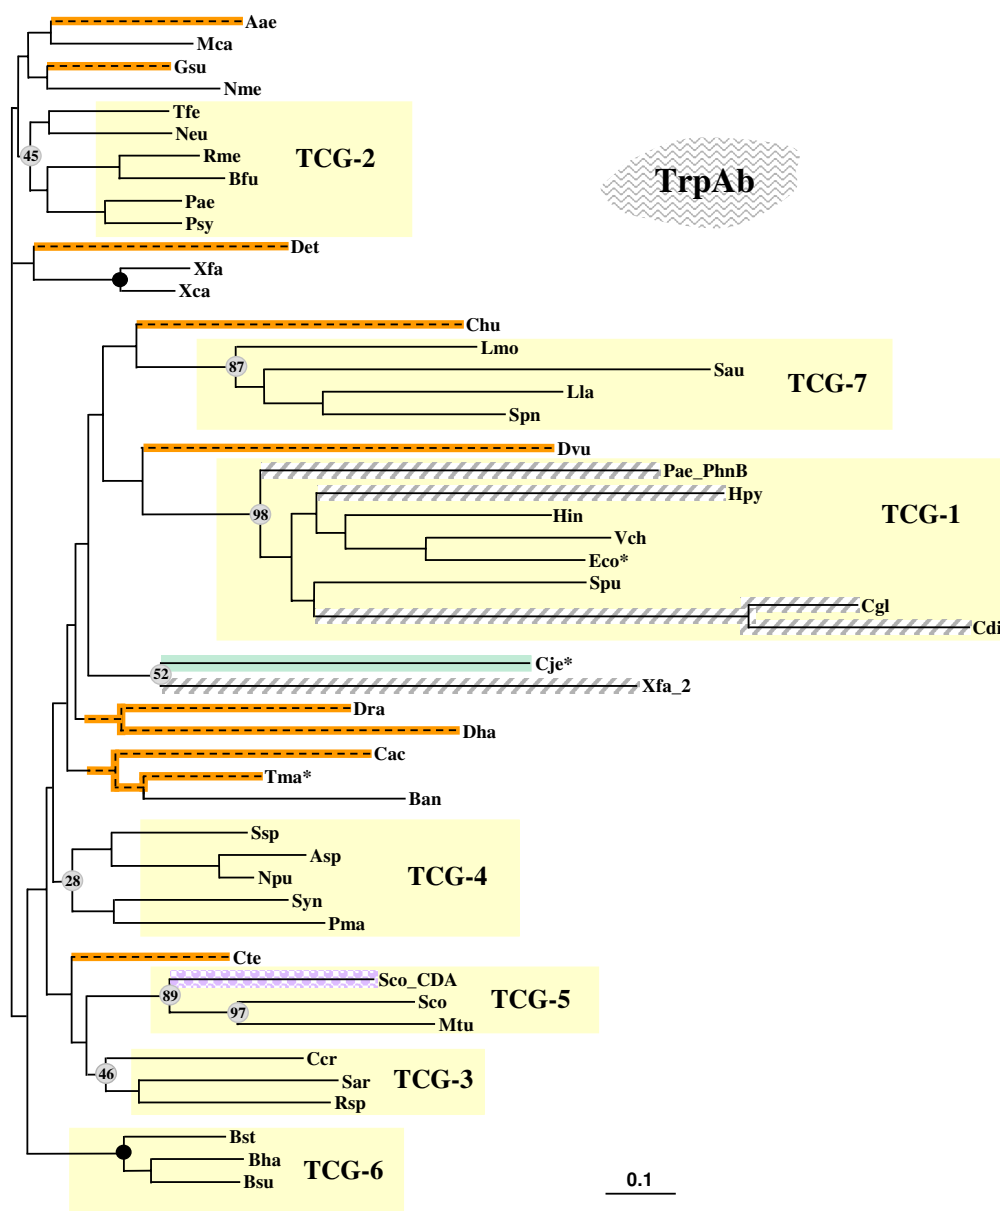 Aae
Mca
Gsu
Nme
Tfe
Neu
45
Rme
TCG-2
Bfu
Pae
Psy
TrpAb
Det
Xfa
Xca
Chu
Lmo
87
Sau
TCG-7
Lla
Spn
Dvu
Pae_PhnB
Hpy
98
Hin
TCG-1
Vch
Eco*
Spu
Cgl
Cdi
Cje*
52
Xfa_2
Dra
Dha
Cac
Tma*
Ban
Ssp
Asp
28
Npu
TCG-4
Syn
Pma
Cte
Sco_CDA
89
Sco
TCG-5
97
Mtu
Ccr
46
Sar
TCG-3
Rsp
Bst
Bha
TCG-6
Bsu
0.1